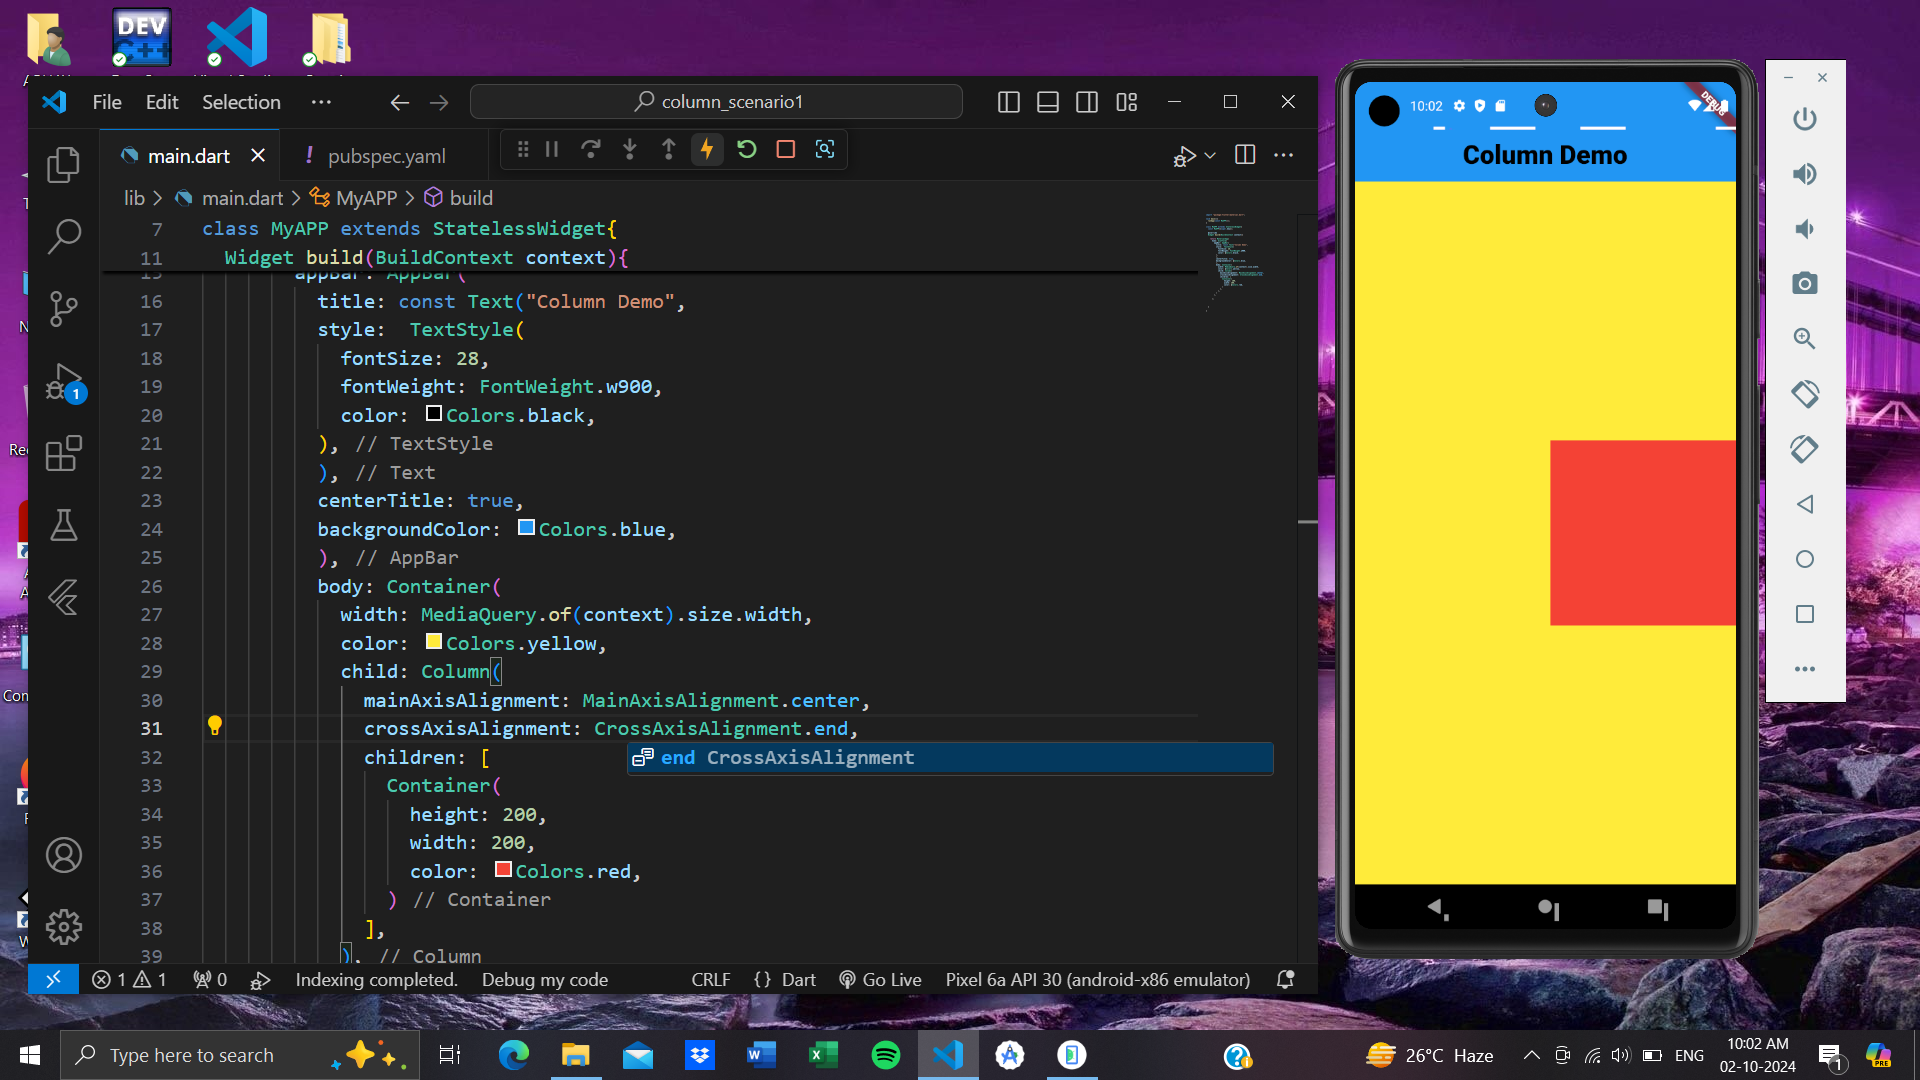 DEV
File Edit Selection ···
column_scenario1
main.dart
! pubspec.yaml
lib > main.dart > MyAPP > build
7 class MyAPP extends StatelessWidget{
11 Widget build(BuildContext context){
15 appBar: AppBar(
16 title: const Text("Column Demo",
17 style:  TextStyle(
18 fontSize: 28,
19 fontWeight: FontWeight.w900,
20 color: Colors.black,
21 ), // TextStyle
22 ), // Text
23 centerTitle: true,
24 backgroundColor: Colors.blue,
25 ), // AppBar
26 body: Container(
27 width: MediaQuery.of(context).size.width,
28 color: Colors.yellow,
29 child: Column(
30 mainAxisAlignment: MainAxisAlignment.center,
31 crossAxisAlignment: CrossAxisAlignment.end,
32 children: [
end CrossAxisAlignment
33 Container(
34 height: 200,
35 width: 200,
36 color: Colors.red,
37 ) // Container
38 ],
39 ), // Column
1
1 1 0 Indexing completed. Debug my code CRLF {} Dart Go Live Pixel 6a API 30 (android-x86 emulator)
10:02
DEBUG
Column Demo
Type here to search
26°C Haze
ENG
10:02 AM
02-10-2024
1
PRE